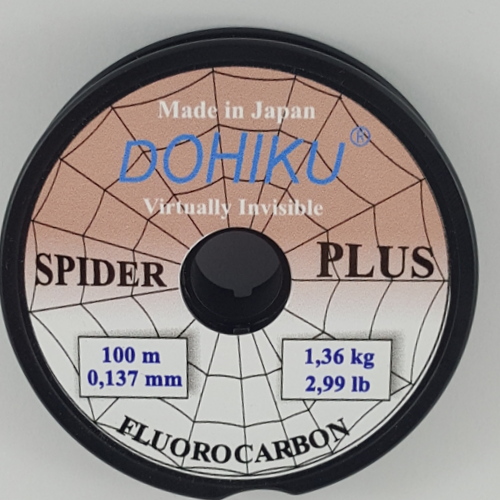 Made in Japan
DOHIKU®
Virtually Invisible
SPIDER PLUS
100 m
0,137 mm
1,36 kg
2,99 lb
FLUOROCARBON